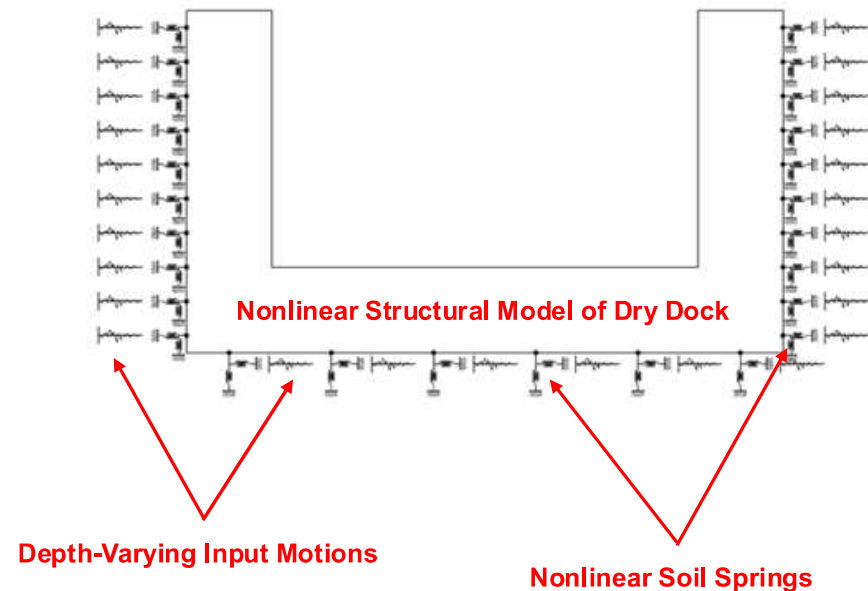 Nonlinear Structural Model of Dry Dock
Depth-Varying Input Motions
Nonlinear Soil Springs